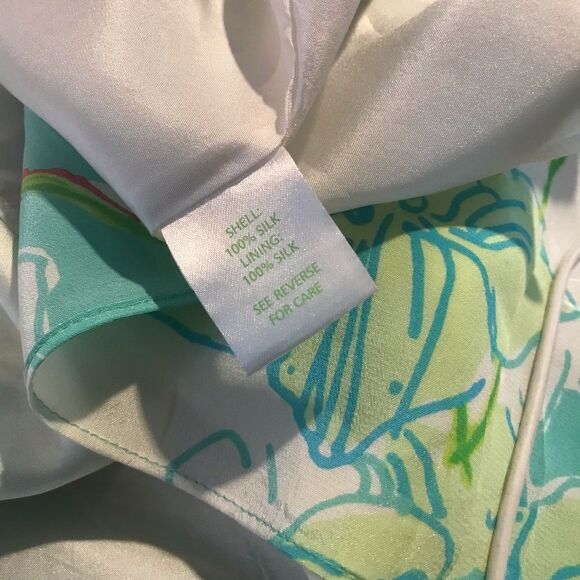 SHELL:
100% SILK
LINING:
100% SILK
SEE REVERSE
FOR CARE